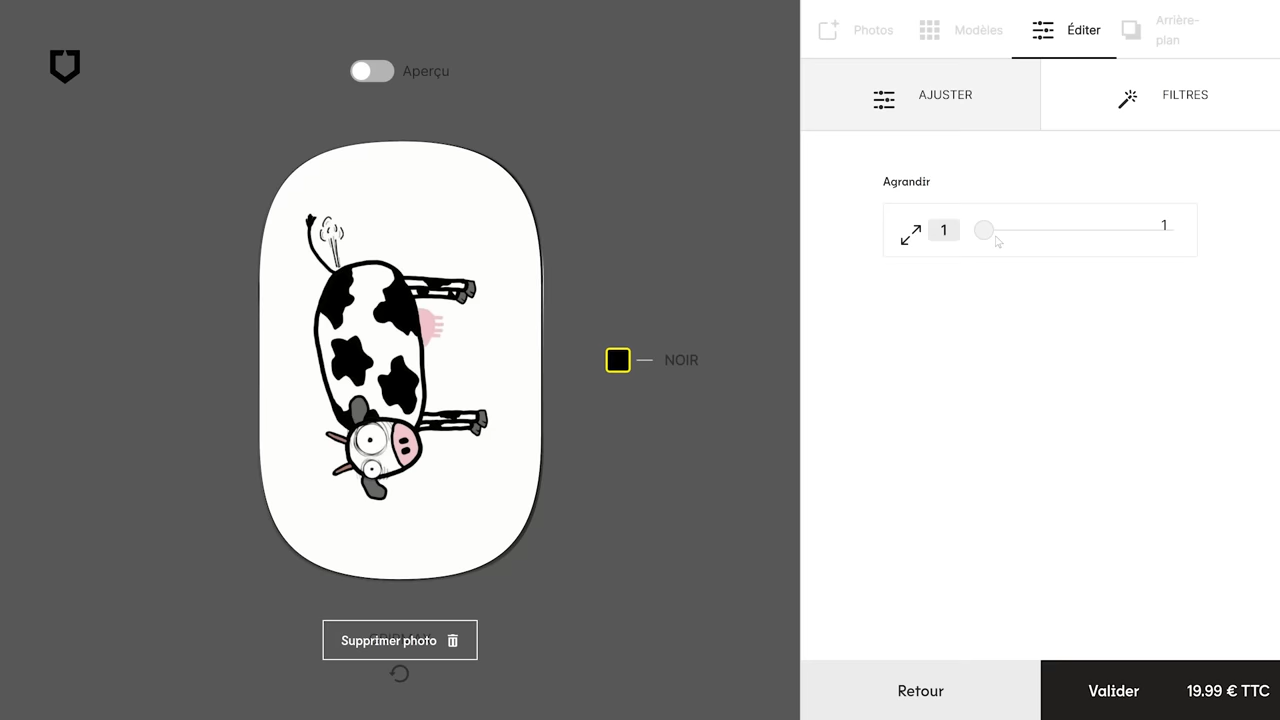 Photos
Modèles
Éditer
Arrière-
plan
Aperçu
AJUSTER
FILTRES
Agrandir
1
1
NOIR
Supprimer photo
Retour
Valider
19.99 € TTC